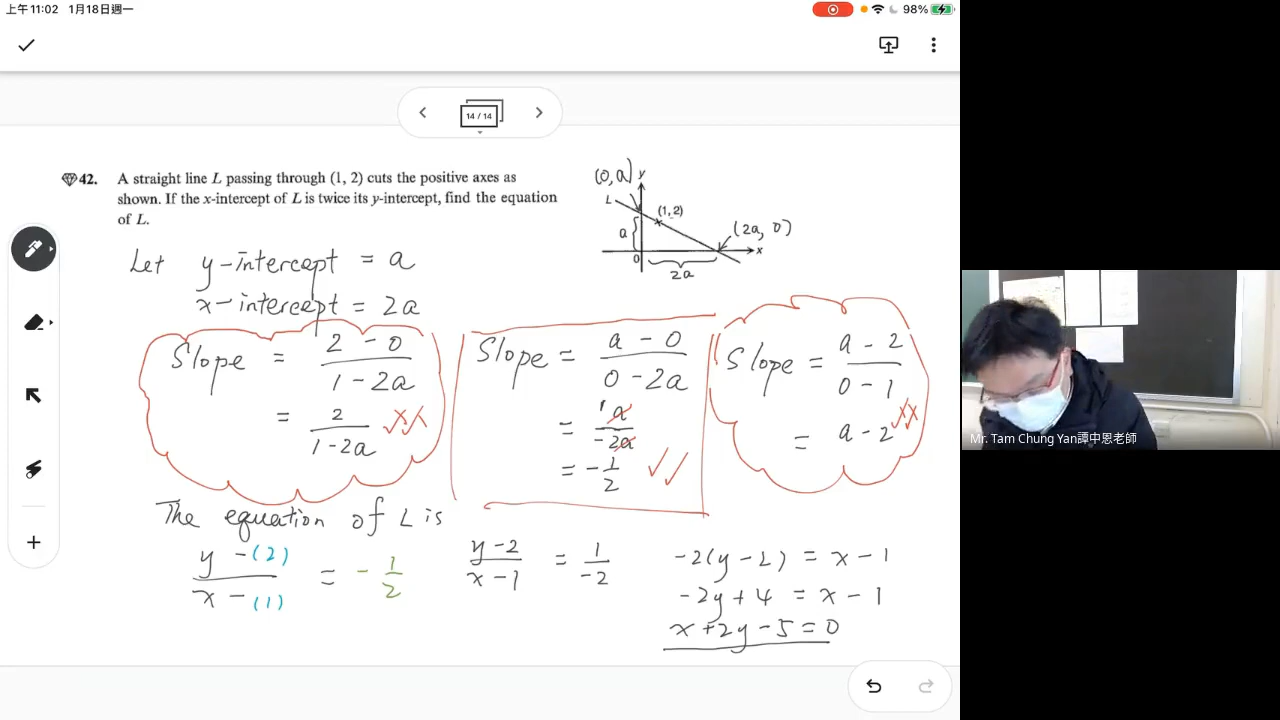 上午11:02 1月18日週一
98%
14 / 14
42. A straight line L passing through (1, 2) cuts the positive axes as
shown. If the x-intercept of L is twice its y-intercept, find the equation
of L.
(0, a)
y
L
(1, 2)
a
(2a, 0)
0
x
2a
Let y-intercept = a
x-intercept = 2a
Slope = 2 - 0 / 1 - 2a
= 2 / 1 - 2a
Slope = a - 0 / 0 - 2a
= 1 a / -2a
= - 1/2
Slope = a - 2 / 0 - 1
= a - 2
The equation of L is
y - (2) / x - (1) = - 1/2
y - 2 / x - 1 = 1 / -2
-2(y - 2) = x - 1
-2y + 4 = x - 1
x + 2y - 5 = 0
Mr. Tam Chung Yan譚中恩老師